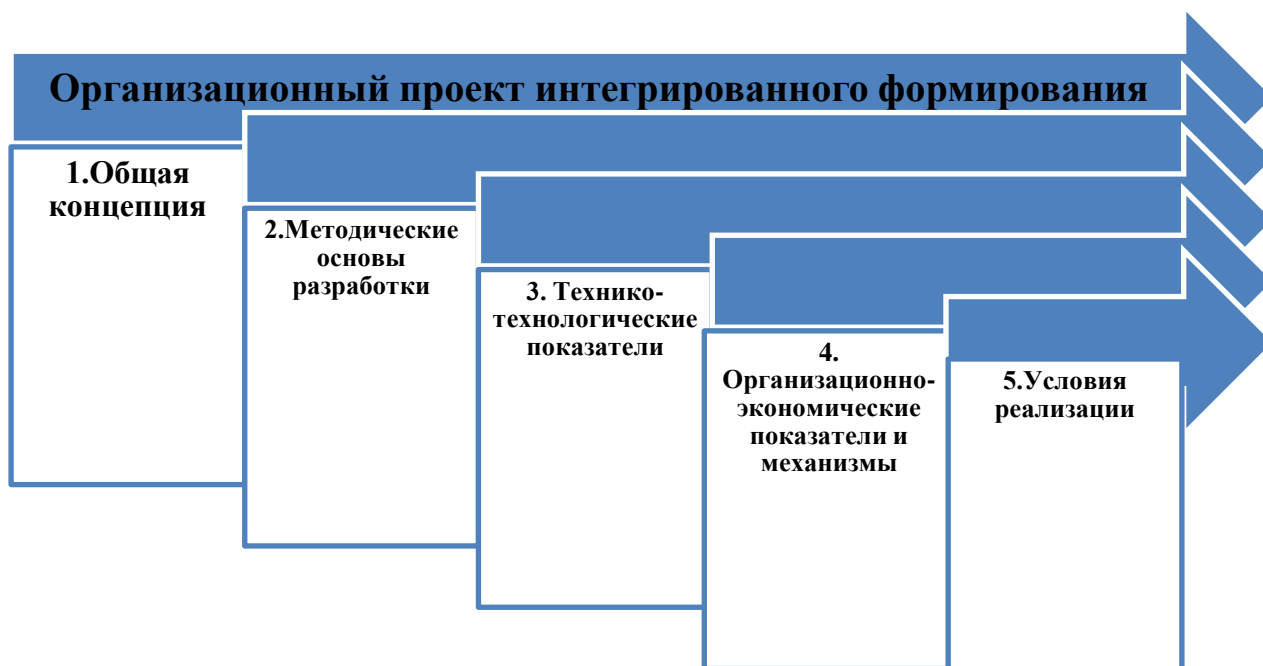 Организационный проект интегрированного формирования
1.Общая
концепция
2.Методические
основы
разработки
3. Технико-
технологические
показатели
4.
Организационно-
экономические
показатели и
механизмы
5.Условия
реализации